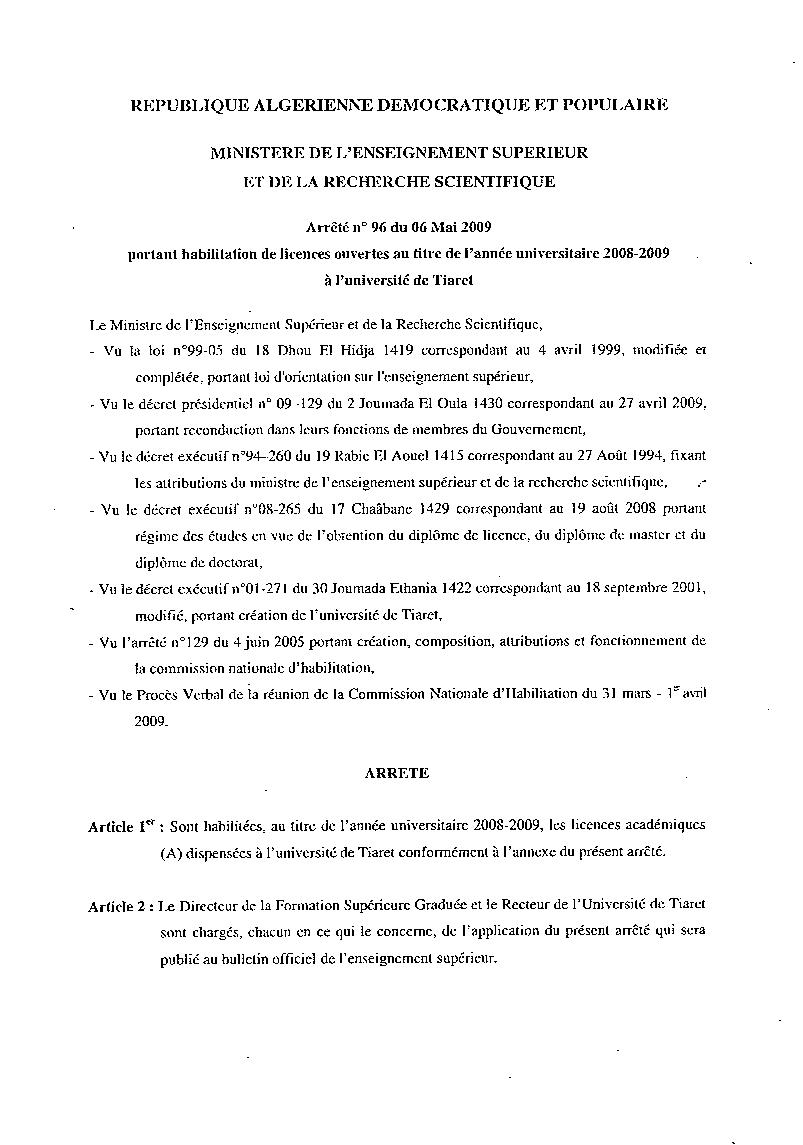 REPUBLIQUE ALGERIENNE DEMOCRATIQUE ET POPULAIRE
MINISTERE DE L'ENSEIGNEMENT SUPERIEUR
ET DE LA RECHERCHE SCIENTIFIQUE
Arrêté n° 96 du 06 Mai 2009
portant habilitation de licences ouvertes au titre de l'année universitaire 2008-2009
à l'université de Tiaret
Le Ministre de l'Enseignement Supérieur et de la Recherche Scientifique,
- Vu la loi n°99-05 du 18 Dhou El Hidja 1419 correspondant au 4 avril 1999, modifiée et
complétée, portant loi d'orientation sur l'enseignement supérieur,
- Vu le décret présidentiel n° 09 -129 du 2 Joumada El Oula 1430 correspondant au 27 avril 2009,
portant reconduction dans leurs fonctions de membres du Gouvernement,
- Vu le décret exécutif n°94-260 du 19 Rabie El Aouel 1415 correspondant au 27 Août 1994, fixant
les attributions du ministre de l'enseignement supérieur et de la recherche scientifique,
- Vu le décret exécutif n°08-265 du 17 Chaâbane 1429 correspondant au 19 août 2008 portant
régime des études en vue de l'obtention du diplôme de licence, du diplôme de master et du
diplôme de doctorat,
- Vu le décret exécutif n°01-271 du 30 Joumada Ethania 1422 correspondant au 18 septembre 2001,
modifié, portant création de l'université de Tiaret,
- Vu l'arrêté n°129 du 4 juin 2005 portant création, composition, attributions et fonctionnement de
la commission nationale d'habilitation,
- Vu le Procès Verbal de la réunion de la Commission Nationale d'Habilitation du 31 mars - 1er avril
2009.
ARRETE
Article 1er : Sont habilitées, au titre de l'année universitaire 2008-2009, les licences académiques
(A) dispensées à l'université de Tiaret conformément à l'annexe du présent arrêté.
Article 2 : Le Directeur de la Formation Supérieure Graduée et le Recteur de l'Université de Tiaret
sont chargés, chacun en ce qui le concerne, de l'application du présent arrêté qui sera
publié au bulletin officiel de l'enseignement supérieur.